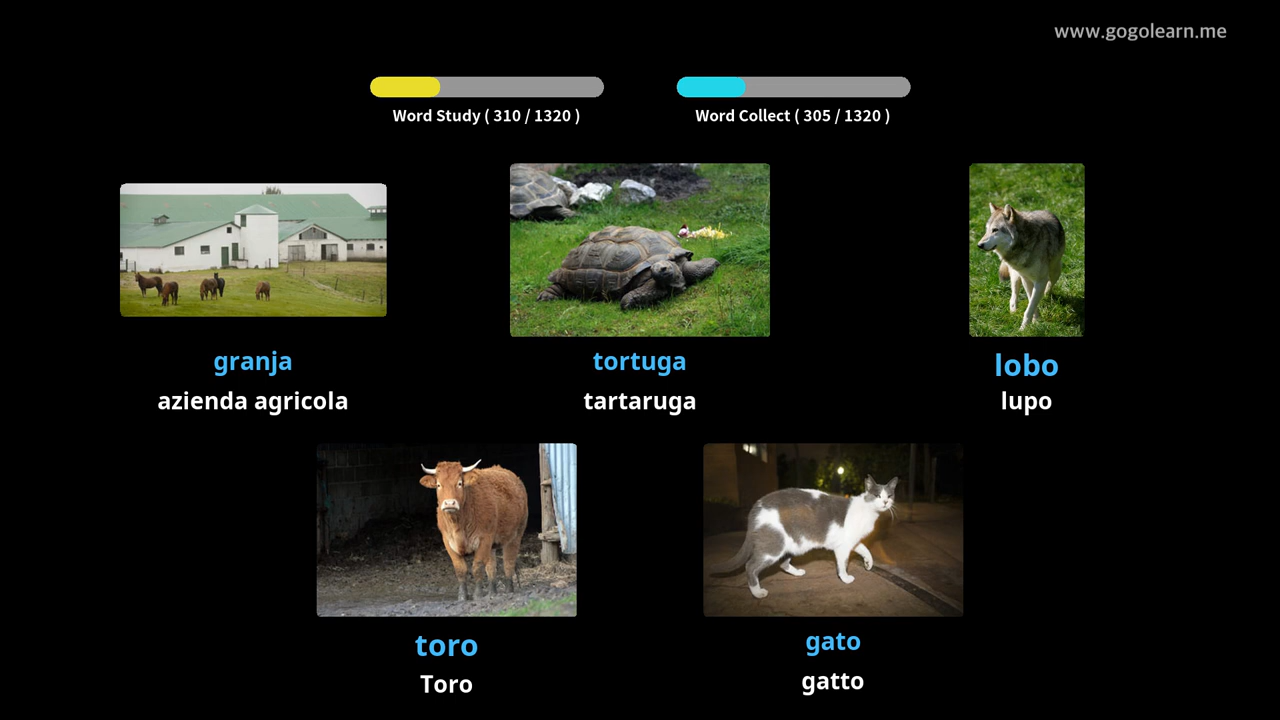 www.gogolearn.me
Word Study ( 310 / 1320 )
Word Collect ( 305 / 1320 )
granja
azienda agricola
tortuga
tartaruga
lobo
lupo
toro
Toro
gato
gatto